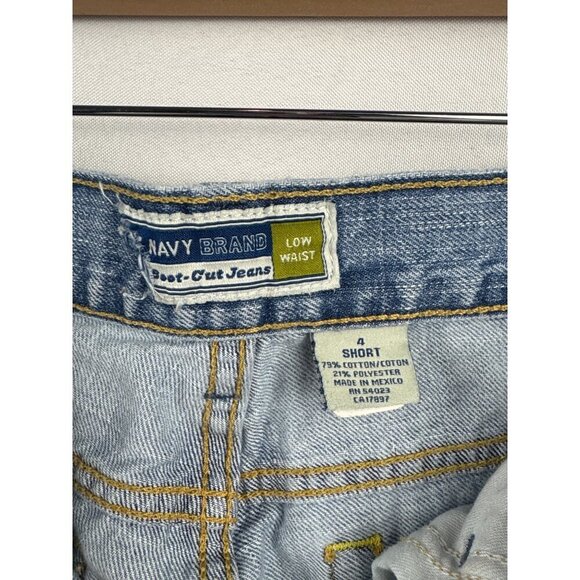 NAVY BRAND
Boot-Cut Jeans
LOW
WAIST
4
SHORT
79% COTTON/COTON
21% POLYESTER
MADE IN MEXICO
RN 54023
CA17897